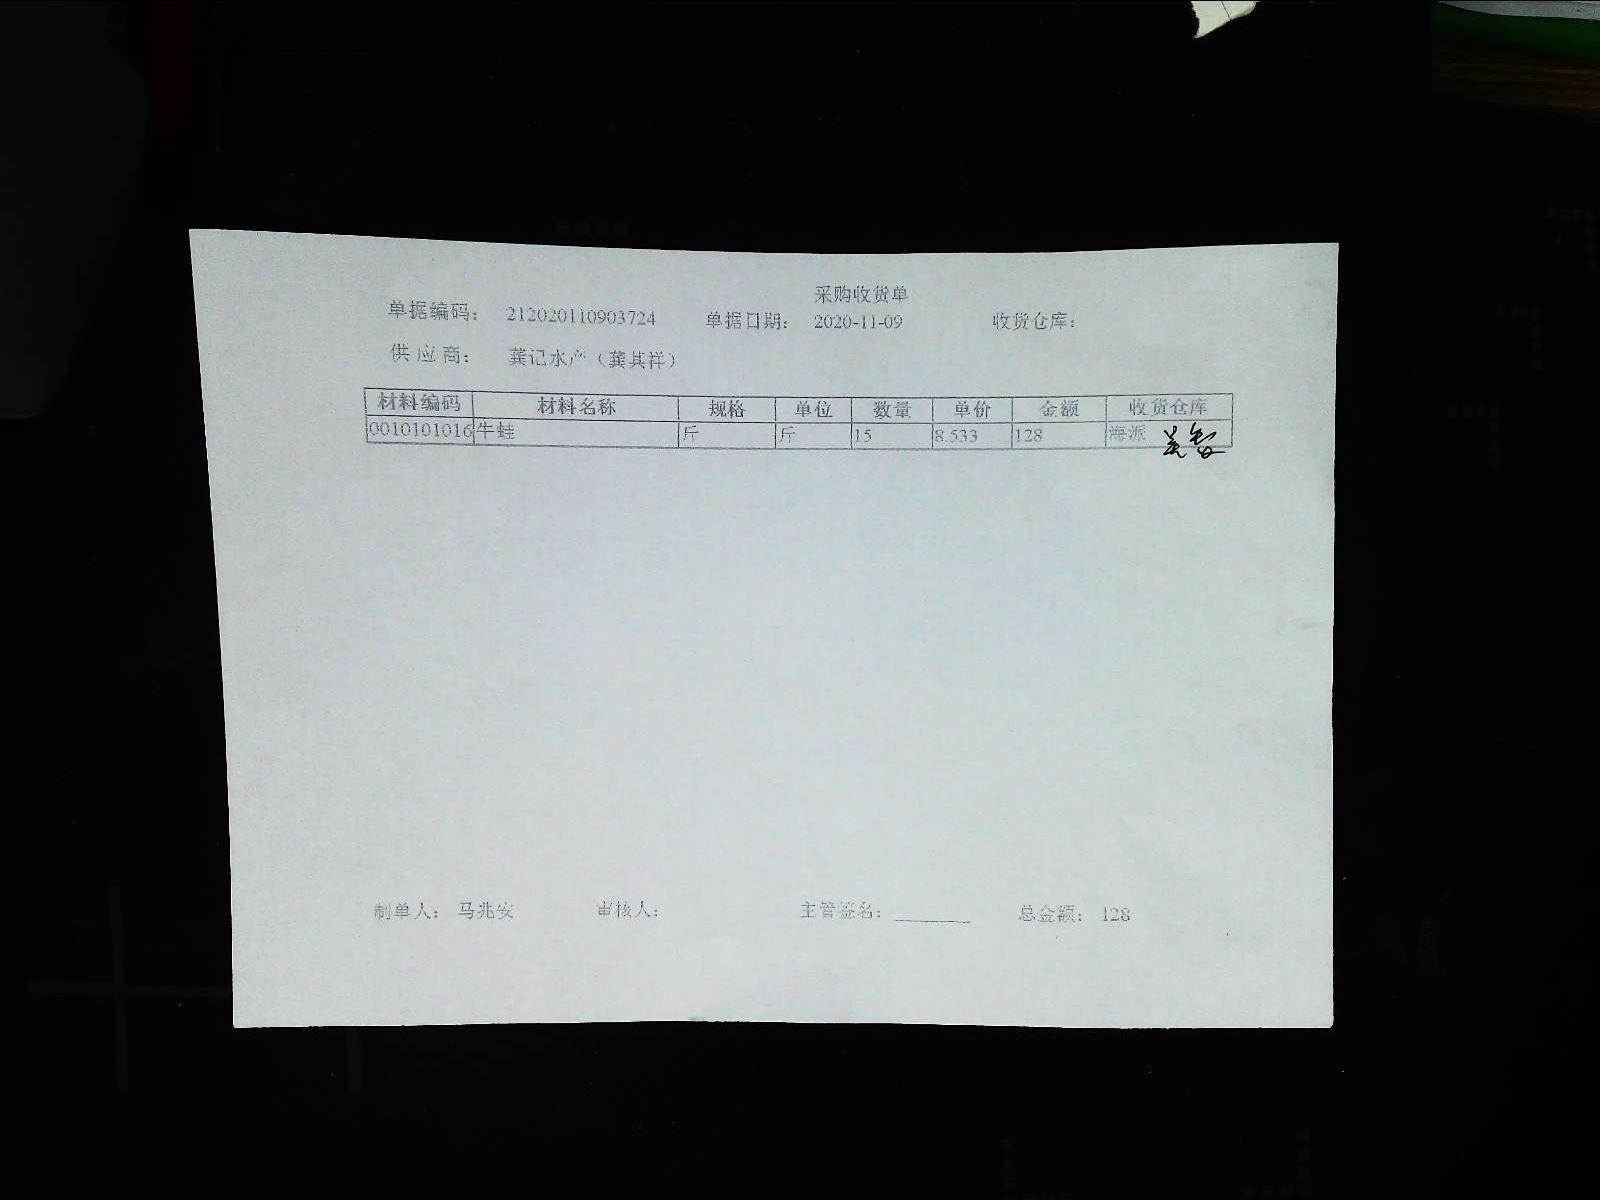 采购收货单
单据编码： 212020110903724 单据日期： 2020-11-09 收货仓库：
供应商： 龚记水产（龚其祥）
材料编码 材料名称 规格 单位 数量 单价 金额 收货仓库
0010101016 牛蛙 斤 斤 15 8.533 128 海派
制单人： 马兆安 审核人： 主管签名： ________ 总金额： 128